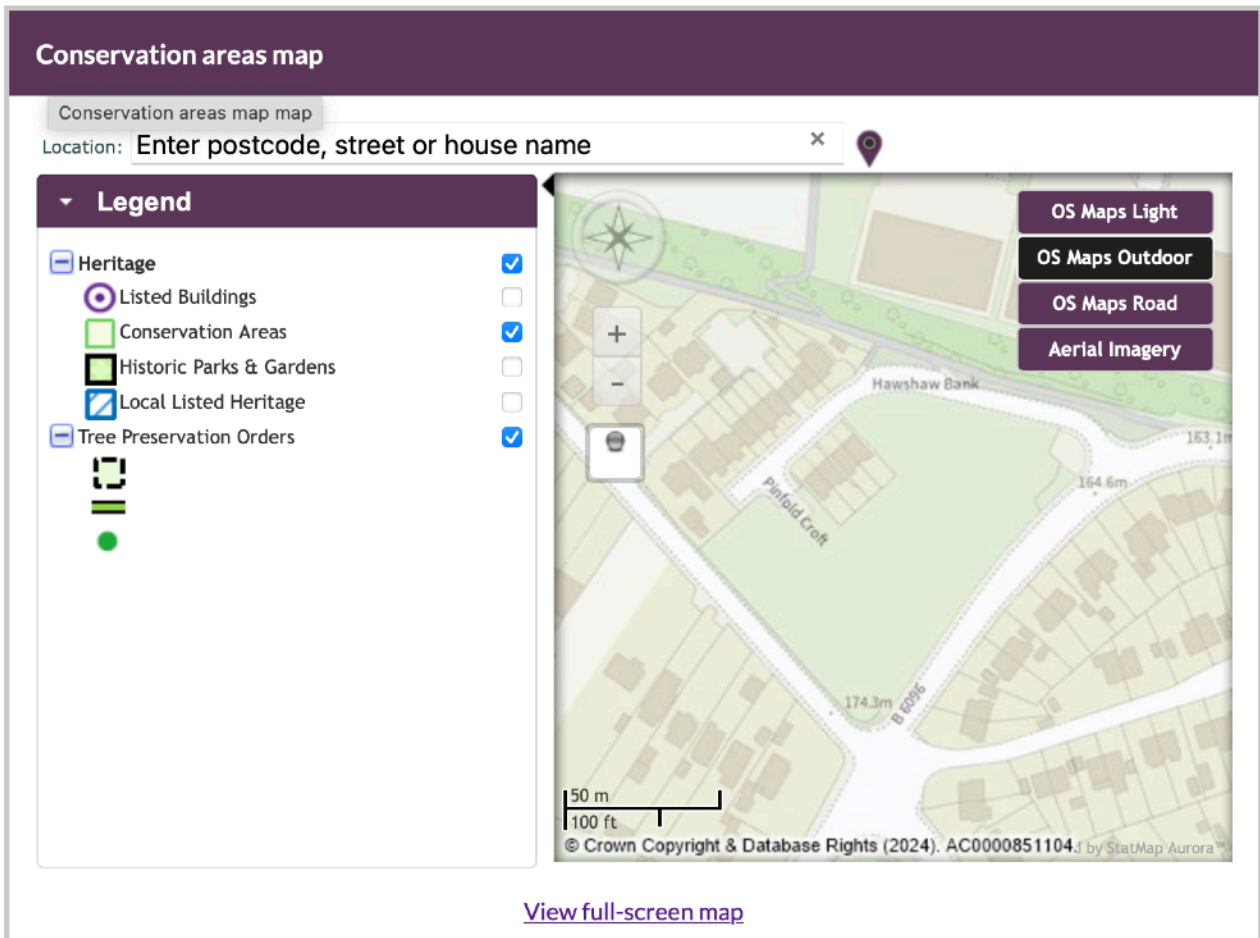 Conservation areas map
Conservation areas map map
Location: Enter postcode, street or house name ×
Legend
Heritage
Listed Buildings
Conservation Areas
Historic Parks & Gardens
Local Listed Heritage
Tree Preservation Orders
OS Maps Light
OS Maps Outdoor
OS Maps Road
Aerial Imagery
+
−
Hawshaw Bank
163.1m
164.6m
Pinfold Croft
174.3m
B 6096
50 m
100 ft
© Crown Copyright & Database Rights (2024). AC0000851104. d by StatMap Aurora™
View full-screen map